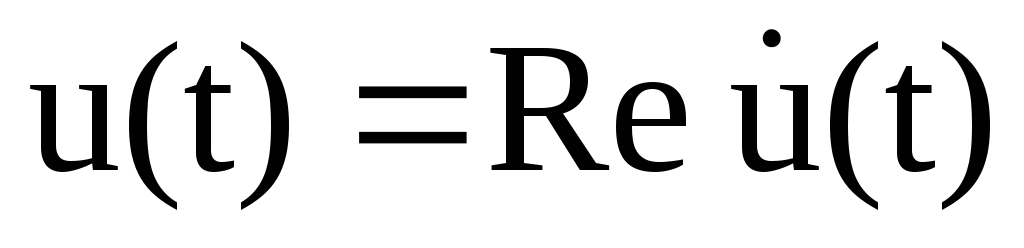 u(t) = Re u̇(t)